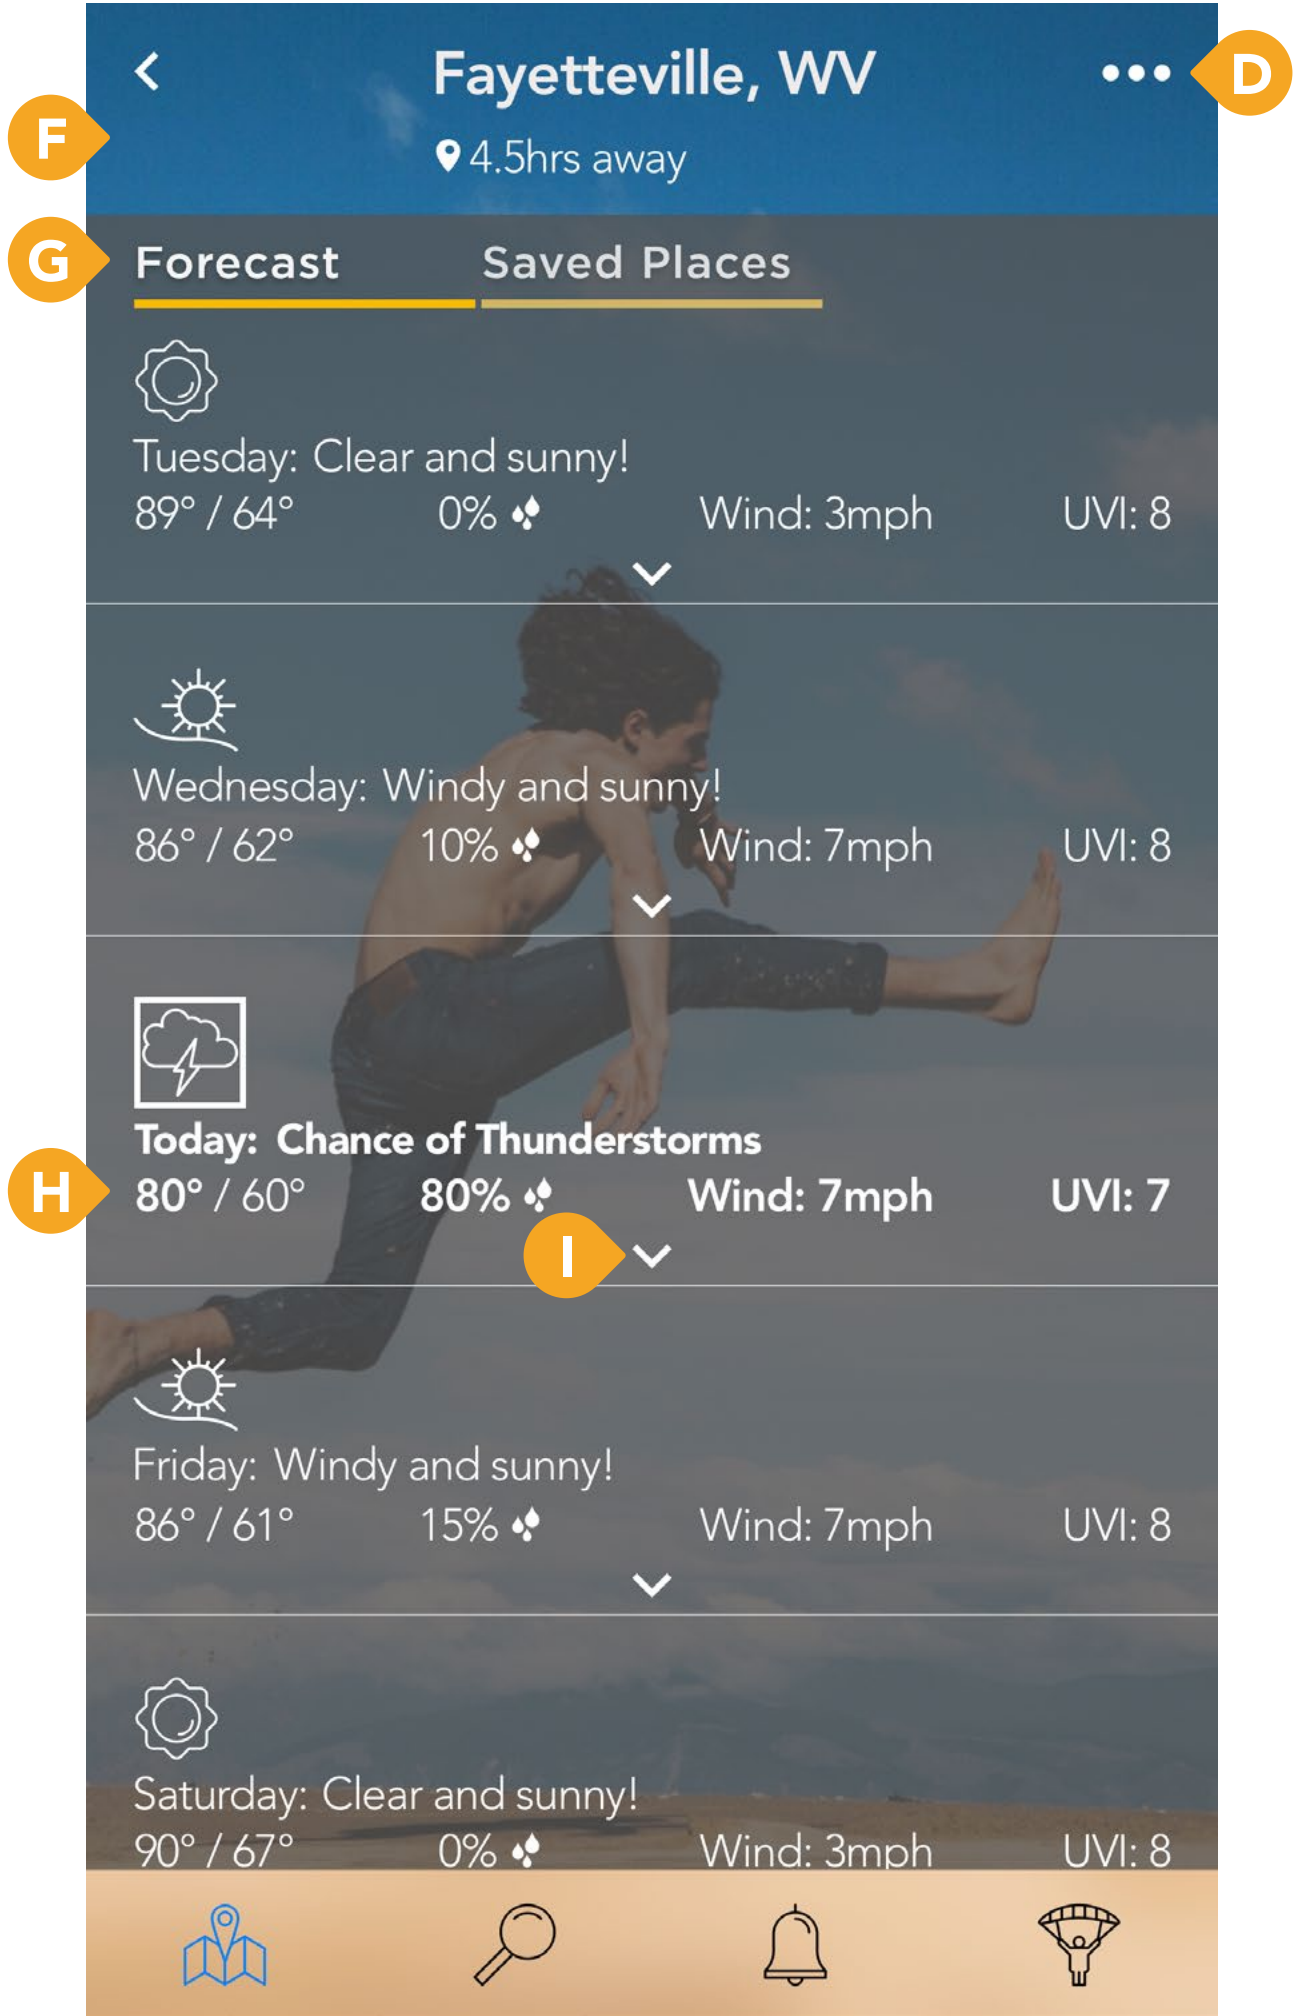 Fayetteville, WV
D
F
4.5hrs away
G
Forecast Saved Places
Tuesday: Clear and sunny!
89° / 64° 0% Wind: 3mph UVI: 8
Wednesday: Windy and sunny!
86° / 62° 10% Wind: 7mph UVI: 8
Today: Chance of Thunderstorms
H
80° / 60° 80% Wind: 7mph UVI: 7
I
Friday: Windy and sunny!
86° / 61° 15% Wind: 7mph UVI: 8
Saturday: Clear and sunny!
90° / 67° 0% Wind: 3mph UVI: 8